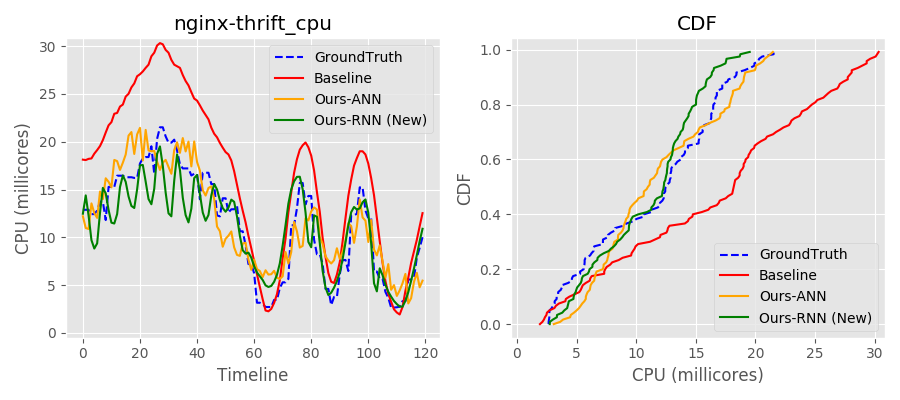 nginx-thrift_cpu
CPU (millicores)
30
25
20
15
10
5
0
GroundTruth
Baseline
Ours-ANN
Ours-RNN (New)
0
20
40
60
80
100
120
Timeline
CDF
CDF
1.0
0.8
0.6
0.4
0.2
0.0
GroundTruth
Baseline
Ours-ANN
Ours-RNN (New)
0
5
10
15
20
25
30
CPU (millicores)